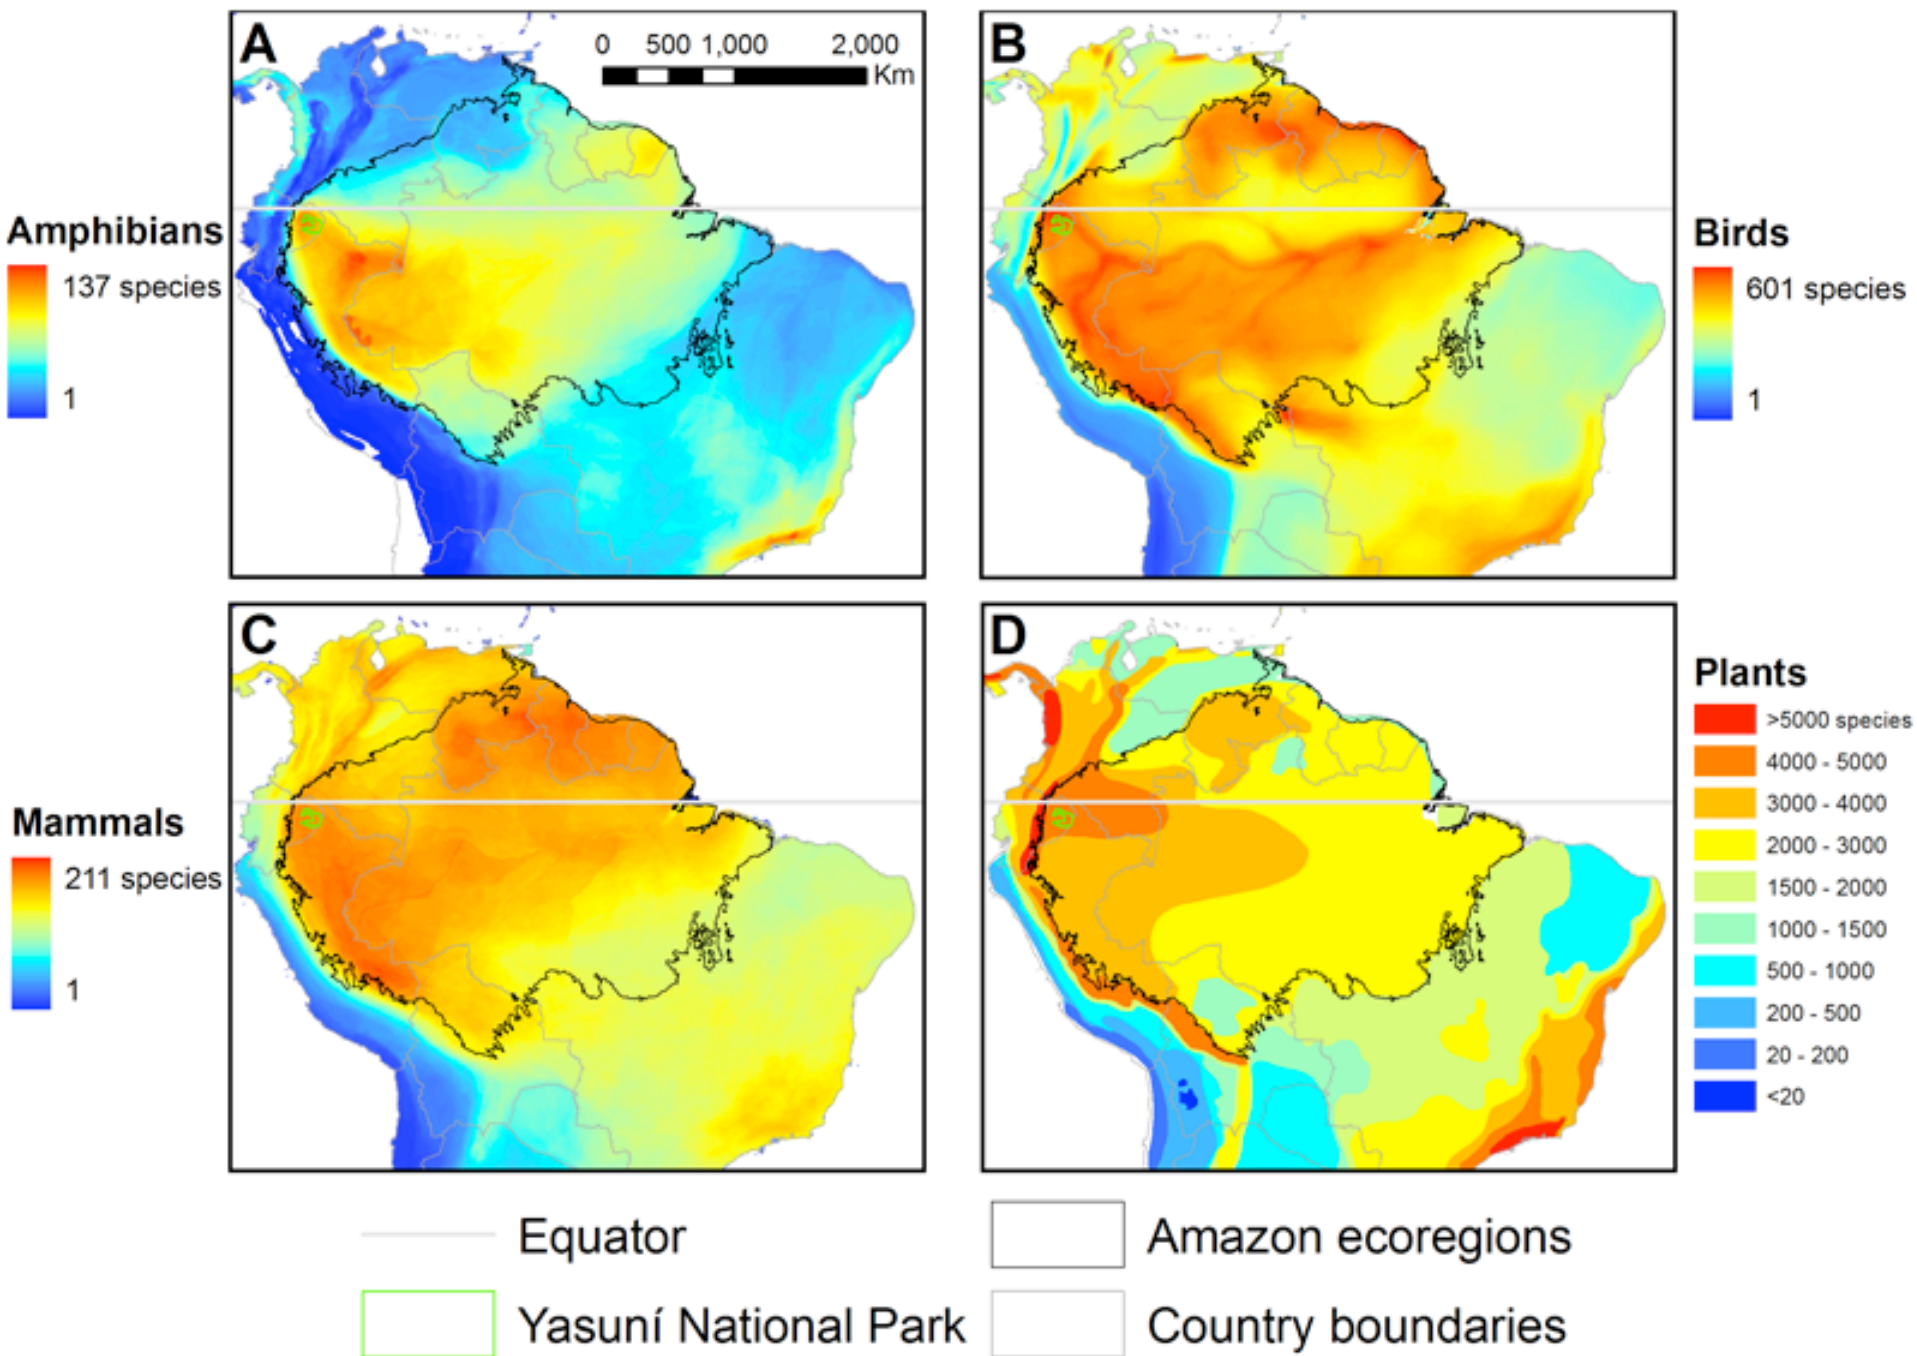 A
0 500 1,000 2,000
Km
B
Amphibians
137 species
1
Birds
601 species
1
C
D
Mammals
211 species
1
Plants
>5000 species
4000 - 5000
3000 - 4000
2000 - 3000
1500 - 2000
1000 - 1500
500 - 1000
200 - 500
20 - 200
<20
Equator
Amazon ecoregions
Yasuní National Park
Country boundaries